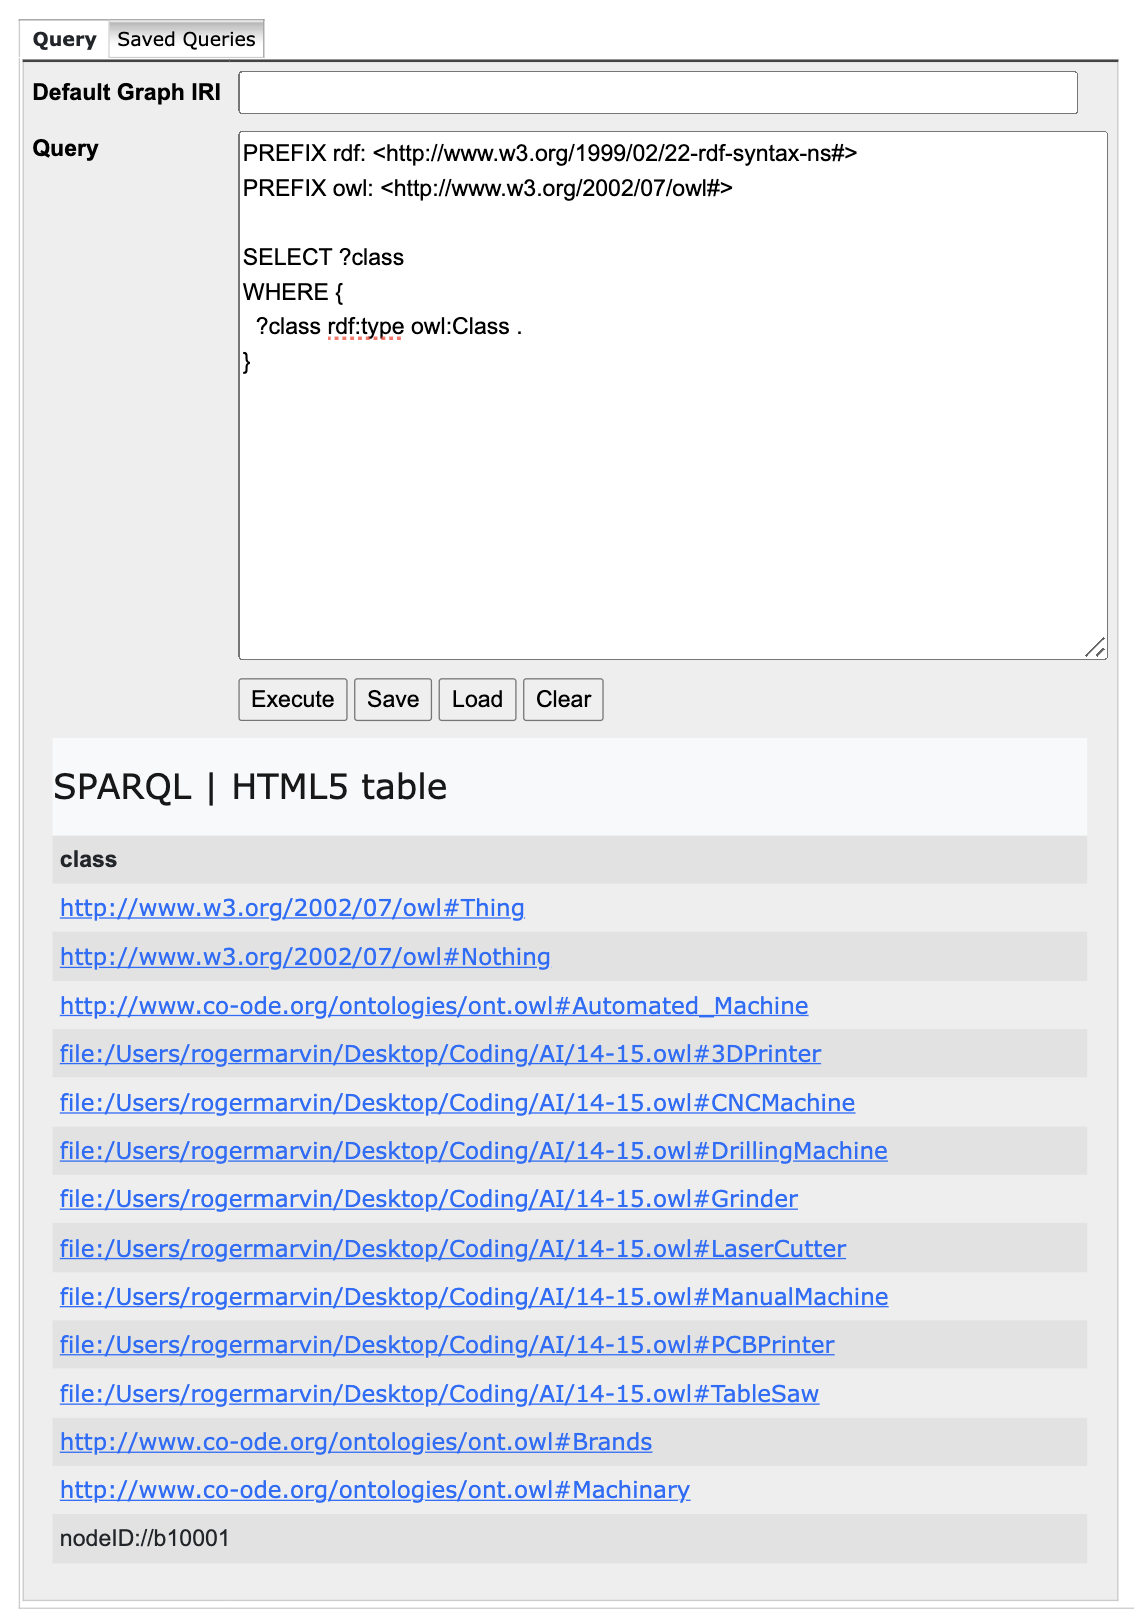 Query Saved Queries
Default Graph IRI
Query
PREFIX rdf: <http://www.w3.org/1999/02/22-rdf-syntax-ns#>
PREFIX owl: <http://www.w3.org/2002/07/owl#>
SELECT ?class
WHERE {
?class rdf:type owl:Class .
}
Execute Save Load Clear
SPARQL | HTML5 table
class
http://www.w3.org/2002/07/owl#Thing
http://www.w3.org/2002/07/owl#Nothing
http://www.co-ode.org/ontologies/ont.owl#Automated_Machine
file:/Users/rogermarvin/Desktop/Coding/AI/14-15.owl#3DPrinter
file:/Users/rogermarvin/Desktop/Coding/AI/14-15.owl#CNCMachine
file:/Users/rogermarvin/Desktop/Coding/AI/14-15.owl#DrillingMachine
file:/Users/rogermarvin/Desktop/Coding/AI/14-15.owl#Grinder
file:/Users/rogermarvin/Desktop/Coding/AI/14-15.owl#LaserCutter
file:/Users/rogermarvin/Desktop/Coding/AI/14-15.owl#ManualMachine
file:/Users/rogermarvin/Desktop/Coding/AI/14-15.owl#PCBPrinter
file:/Users/rogermarvin/Desktop/Coding/AI/14-15.owl#TableSaw
http://www.co-ode.org/ontologies/ont.owl#Brands
http://www.co-ode.org/ontologies/ont.owl#Machinary
nodeID://b10001